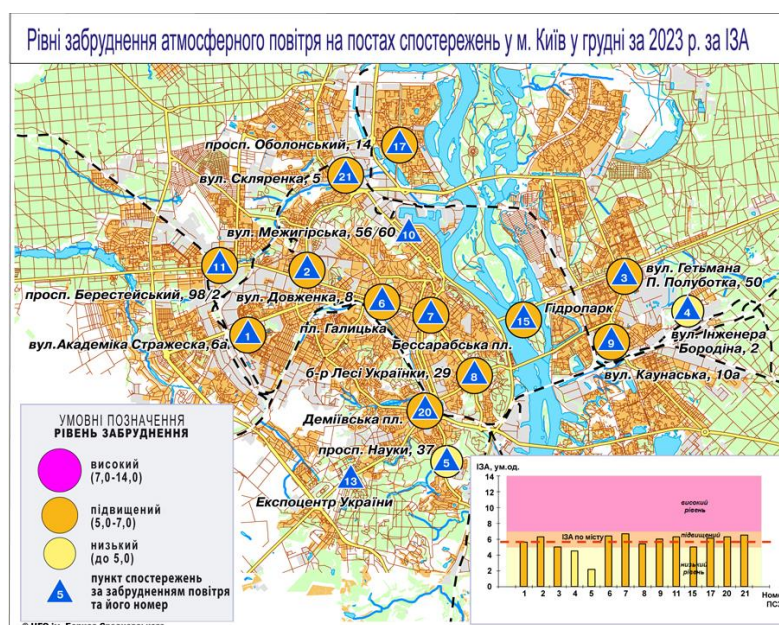 Рівні забруднення атмосферного повітря на постах спостережень у м. Київ у грудні за 2023 р. за ІЗА
просп. Оболонський, 14
17
вул. Скляренка, 5
21
вул. Межигірська, 56/60
10
11
2
3
вул. Гетьмана
П. Полуботка, 50
просп. Берестейський, 98/2
вул. Довженка, 8
6
7
Гідропарк
15
4
пл. Галицька
вул. Інженера
Бородіна, 2
1
вул.Академіка Стражеска,6а
Бессарабська пл.
9
вул. Каунаська, 10а
б-р Лесі Українки, 29
8
Деміївська пл.
20
просп. Науки, 37
5
13
Експоцентр України
УМОВНІ ПОЗНАЧЕННЯ
РІВЕНЬ ЗАБРУДНЕННЯ
високий
(7,0-14,0)
підвищений
(5,0-7,0)
низький
(до 5,0)
5
пункт спостережень
за забрудненням повітря
та його номер
ІЗА, ум.од.
14
12
10
8
6
4
2
0
високий
рівень
ІЗА по місту
підвищений
низький
рівень
1 2 3 4 5 6 7 8 9 11 15 17 20 21
Номе
ПСЗ